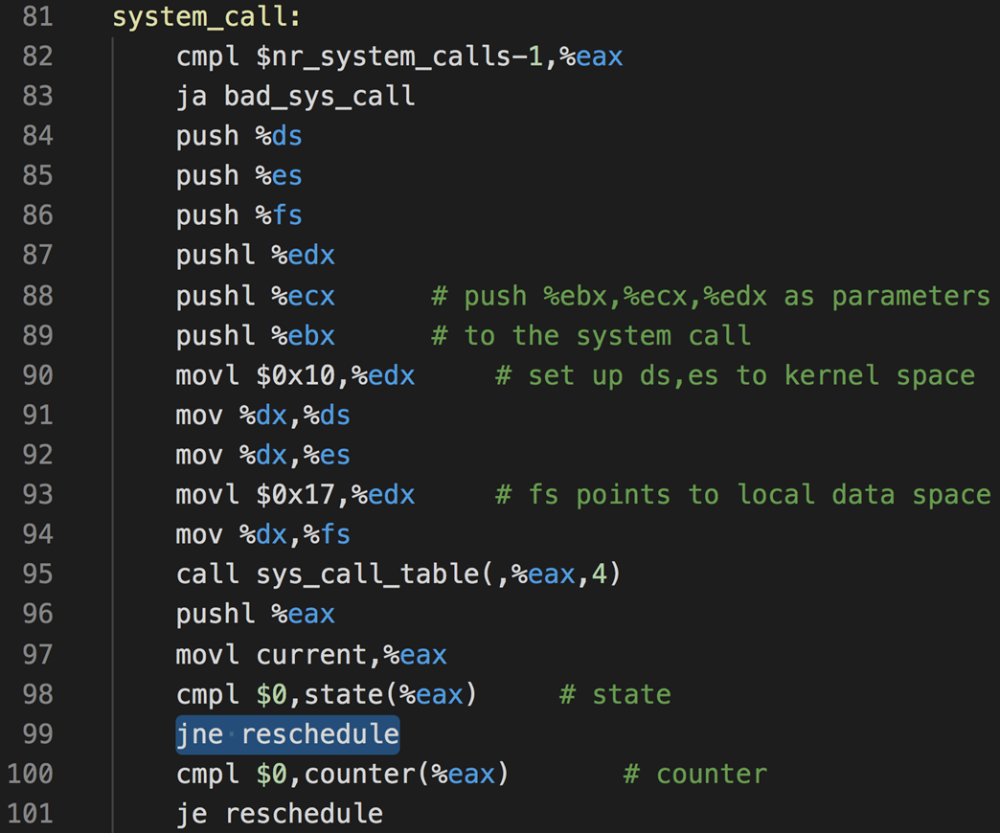 81 system_call:
82 cmpl $nr_system_calls-1,%eax
83 ja bad_sys_call
84 push %ds
85 push %es
86 push %fs
87 pushl %edx
88 pushl %ecx # push %ebx,%ecx,%edx as parameters
89 pushl %ebx # to the system call
90 movl $0x10,%edx # set up ds,es to kernel space
91 mov %dx,%ds
92 mov %dx,%es
93 movl $0x17,%edx # fs points to local data space
94 mov %dx,%fs
95 call sys_call_table(,%eax,4)
96 pushl %eax
97 movl current,%eax
98 cmpl $0,state(%eax) # state
99 jne reschedule
100 cmpl $0,counter(%eax) # counter
101 je reschedule